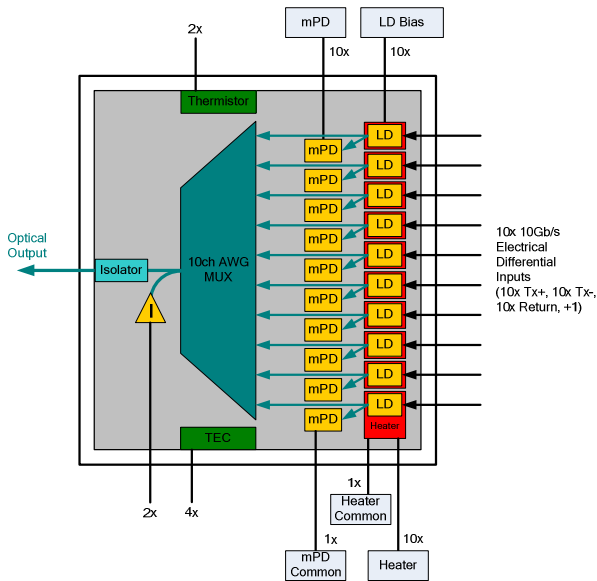 mPD
LD Bias
2x
10x
10x
Thermistor
LD
mPD
LD
mPD
LD
mPD
LD
mPD
LD
mPD
LD
mPD
LD
mPD
LD
mPD
LD
mPD
LD
mPD
Heater
10ch AWG
MUX
Optical
Output
Isolator
10x 10Gb/s
Electrical
Differential
Inputs
(10x Tx+, 10x Tx-,
10x Return, +1)
TEC
2x
4x
1x
Heater
Common
1x
10x
mPD
Common
Heater